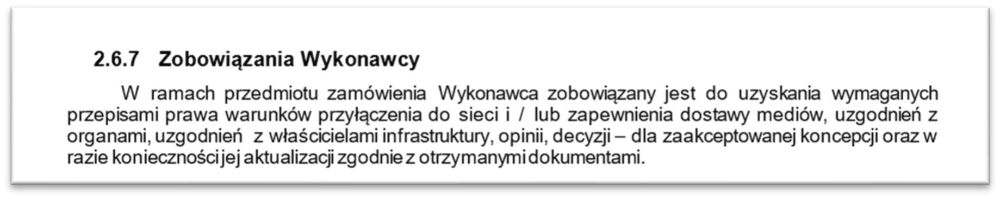 2.6.7 Zobowiązania Wykonawcy
W ramach przedmiotu zamówienia Wykonawca zobowiązany jest do uzyskania wymaganych
przepisami prawa warunków przyłączenia do sieci i / lub zapewnienia dostawy mediów, uzgodnień z
organami, uzgodnień z właścicielami infrastruktury, opinii, decyzji – dla zaakceptowanej koncepcji oraz w
razie konieczności jej aktualizacji zgodnie z otrzymanymi dokumentami.